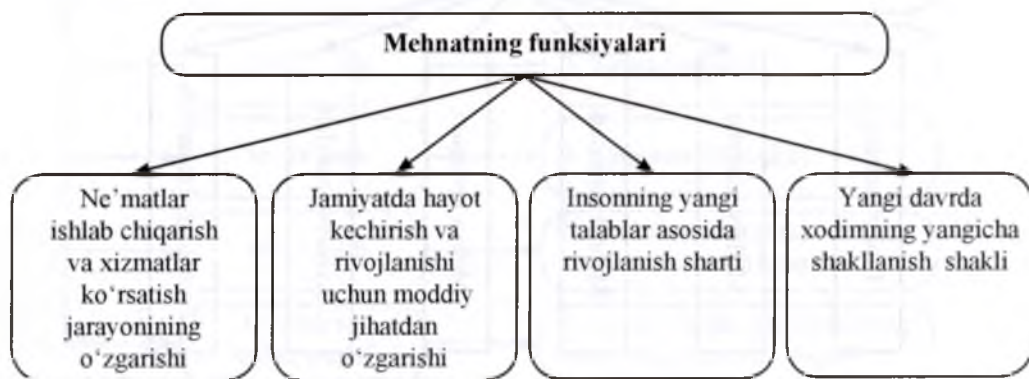 Mehnatning funksiyalari
Ne’matlar
ishlab chiqarish
va xizmatlar
ko‘rsatish
jarayonining
o‘zgarishi
Jamiyatda hayot
kechirish va
rivojlanishi
uchun moddiy
jihatdan
o‘zgarishi
Insonning yangi
talablar asosida
rivojlanish sharti
Yangi davrda
xodimning yangicha
shakllanish shakli